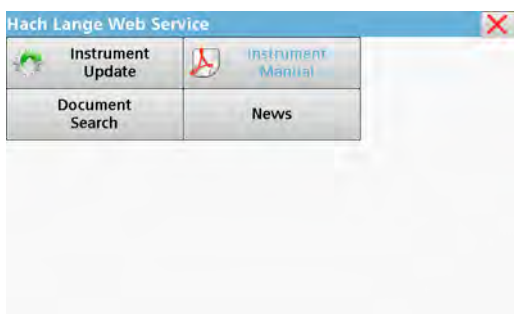 Hach Lange Web Service
Instrument
Update
Instrument
Manual
Document
Search
News